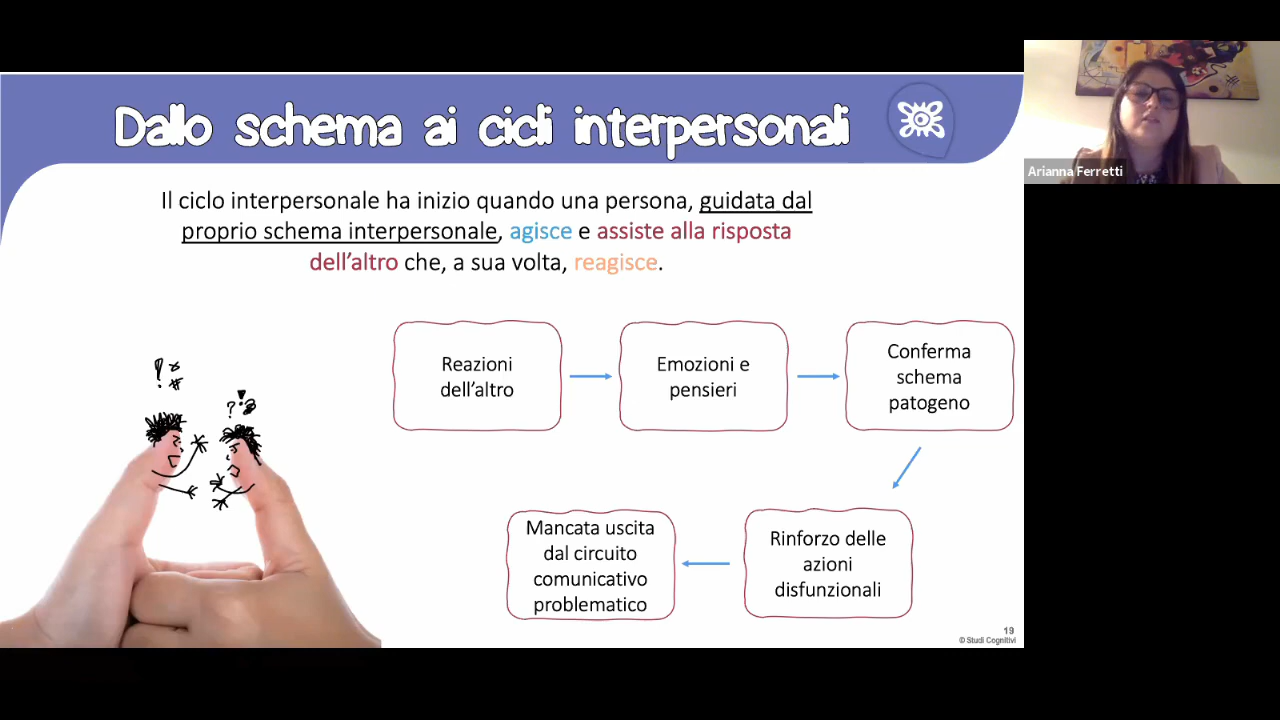 Dallo schema ai cicli interpersonali
Arianna Ferretti
Il ciclo interpersonale ha inizio quando una persona, guidata dal
proprio schema interpersonale, agisce e assiste alla risposta
dell'altro che, a sua volta, reagisce.
Reazioni
dell'altro
Emozioni e
pensieri
Conferma
schema
patogeno
Mancata uscita
dal circuito
comunicativo
problematico
Rinforzo delle
azioni
disfunzionali
19
© Studi Cognitivi